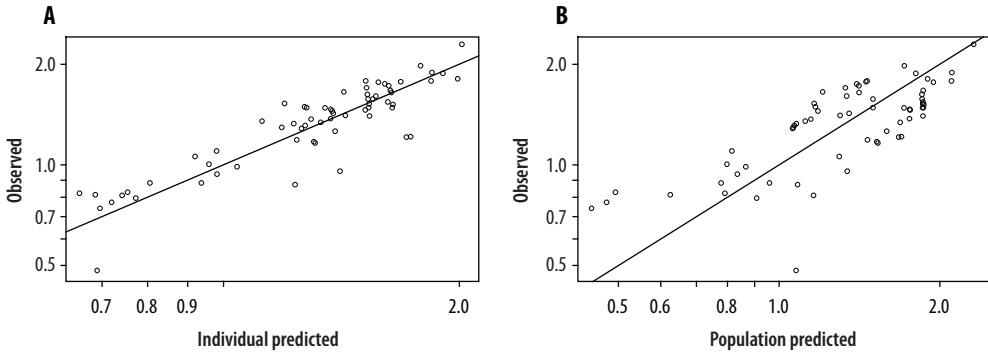 A
Observed
2.0
1.0
0.7
0.5
0.7 0.8 0.9 2.0
Individual predicted
B
Observed
2.0
1.0
0.7
0.5
0.5 0.6 0.8 1.0 2.0
Population predicted